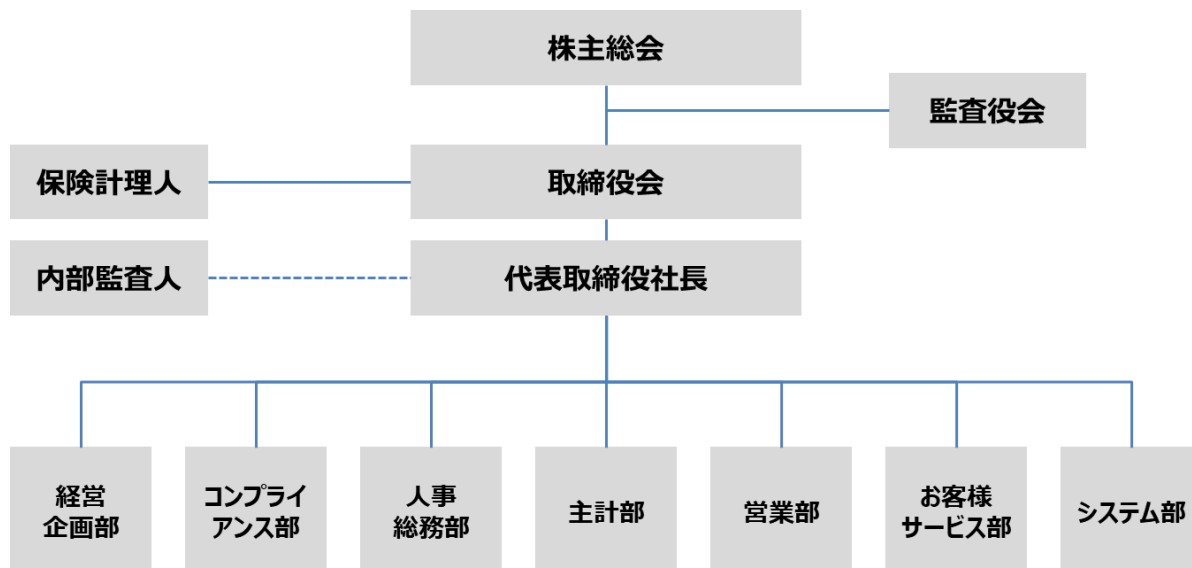 株主総会
監査役会
保険計理人
取締役会
内部監査人
代表取締役社長
経営
企画部
コンプライ
アンス部
人事
総務部
主計部
営業部
お客様
サービス部
システム部